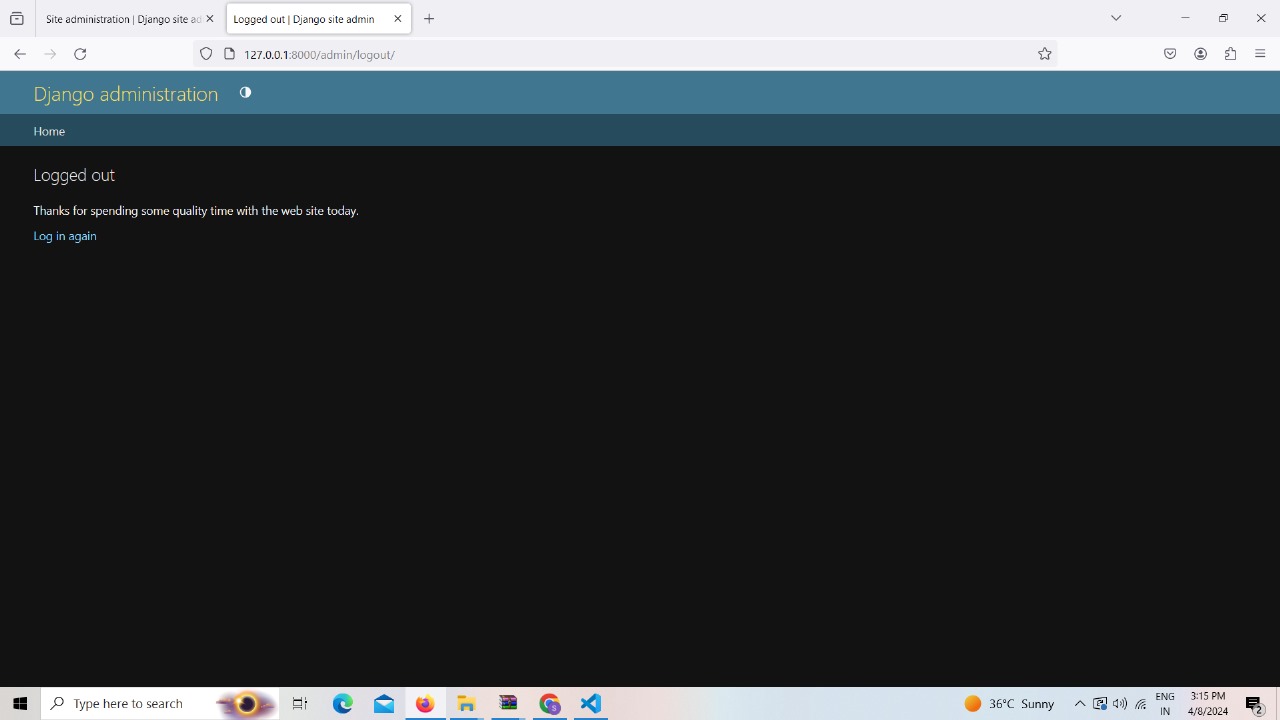 Site administration | Django site ad
Logged out | Django site admin
127.0.0.1:8000/admin/logout/
Django administration
Home
Logged out
Thanks for spending some quality time with the web site today.
Log in again
Type here to search
36°C Sunny
ENG
IN
3:15 PM
4/8/2024
2